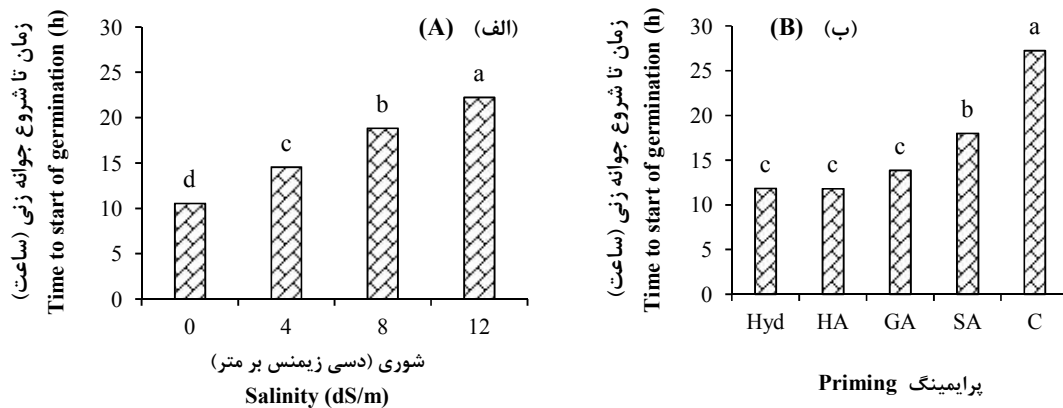 (الف) (A)
زمان تا شروع جوانه زنی (ساعت)
Time to start of germination (h)
30
25
20
15
10
5
0
d
c
b
a
0 4 8 12
شوری (دسی زیمنس بر متر)
Salinity (dS/m)
(ب) (B)
زمان تا شروع جوانه زنی (ساعت)
Time to start of germination (h)
30
25
20
15
10
5
0
c
c
c
b
a
Hyd HA GA SA C
پرایمینگ Priming